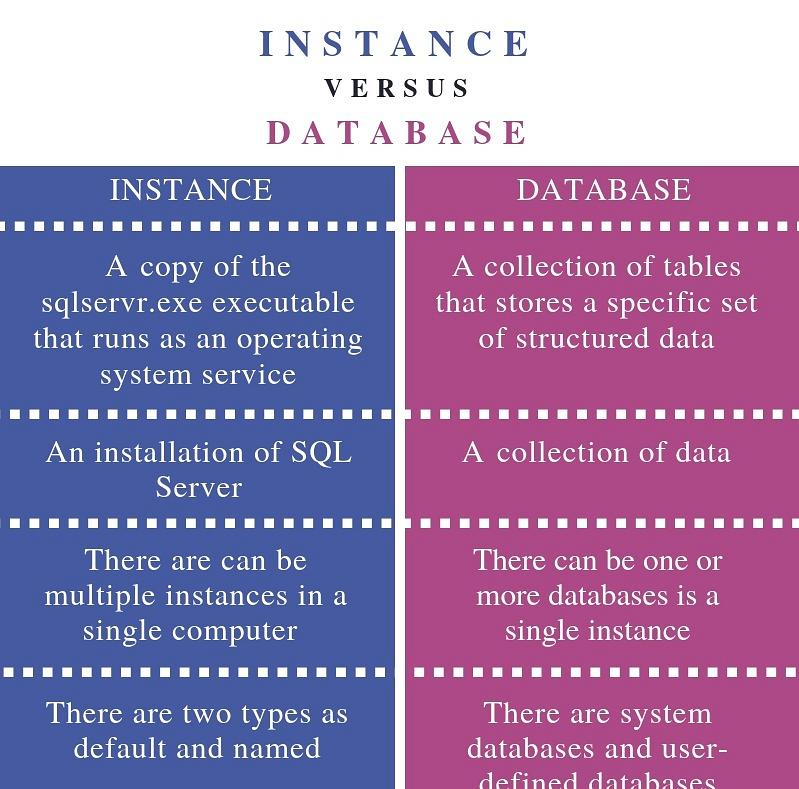 INSTANCE
VERSUS
DATABASE
INSTANCE
A copy of the
sqlservr.exe executable
that runs as an operating
system service
An installation of SQL
Server
There are can be
multiple instances in a
single computer
There are two types as
default and named
DATABASE
A collection of tables
that stores a specific set
of structured data
A collection of data
There can be one or
more databases is a
single instance
There are system
databases and user-
defined databases